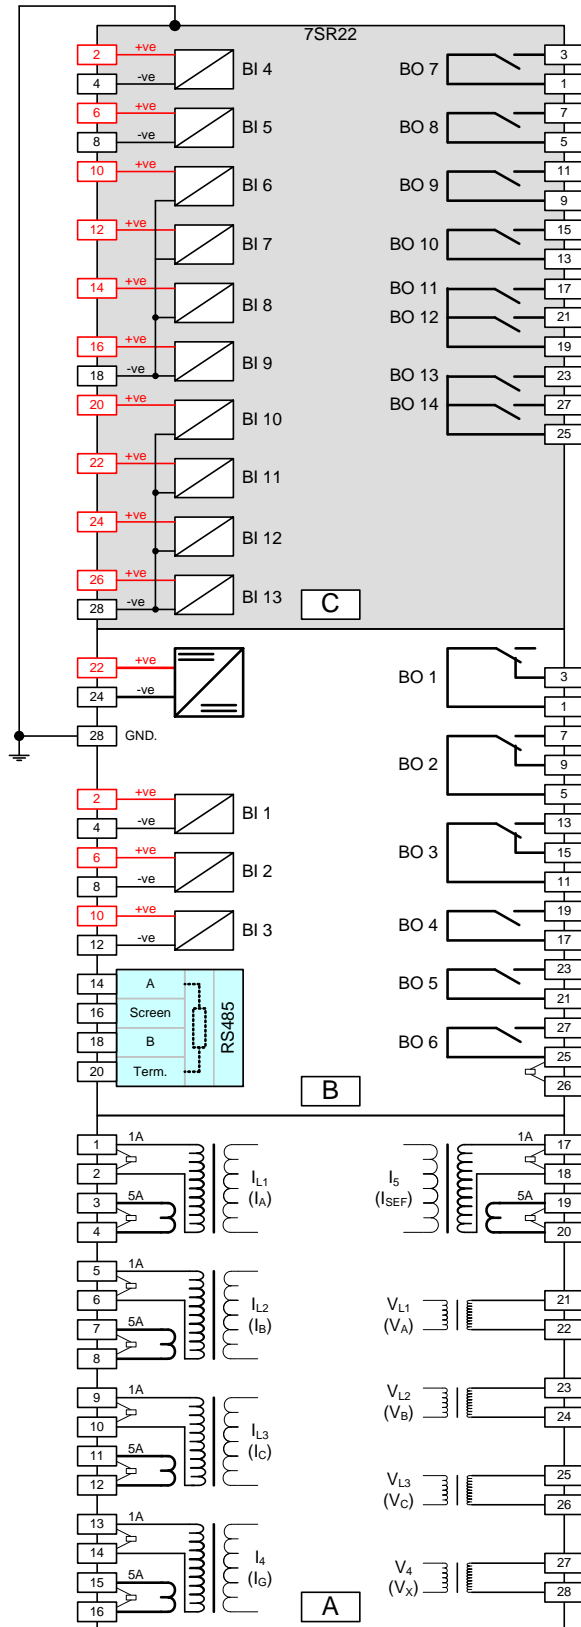 7SR22
2 +ve BI 4 BO 7 3
4 -ve 1
6 +ve BI 5 BO 8 7
8 -ve 5
10 +ve BI 6 BO 9 11
9
12 +ve BI 7 BO 10 15
13
14 +ve BI 8 BO 11 17
BO 12 21
16 +ve BI 9 19
18 -ve BO 13 23
20 +ve BI 10 BO 14 27
25
22 +ve BI 11
24 +ve BI 12
26 +ve BI 13
28 -ve C
22 +ve BO 1 3
24 -ve 1
28 GND. BO 2 7
9
2 +ve BI 1 5
4 -ve BO 3 13
6 +ve BI 2 15
8 -ve 11
10 +ve BI 3 BO 4 19
12 -ve 17
14 A RS485 BO 5 23
16 Screen 21
18 B BO 6 27
20 Term. 25
B 26
1 1A IL1 I5 1A 17
2 (IA) (ISEF) 18
3 5A 5A 19
4 20
5 1A IL2 VL1 21
6 (IB) (VA) 22
7 5A
8
9 1A IL3 VL2 23
10 (IC) (VB) 24
11 5A VL3 25
12 (VC) 26
13 1A I4 V4 27
14 (IG) (VX) 28
15 5A
16 A